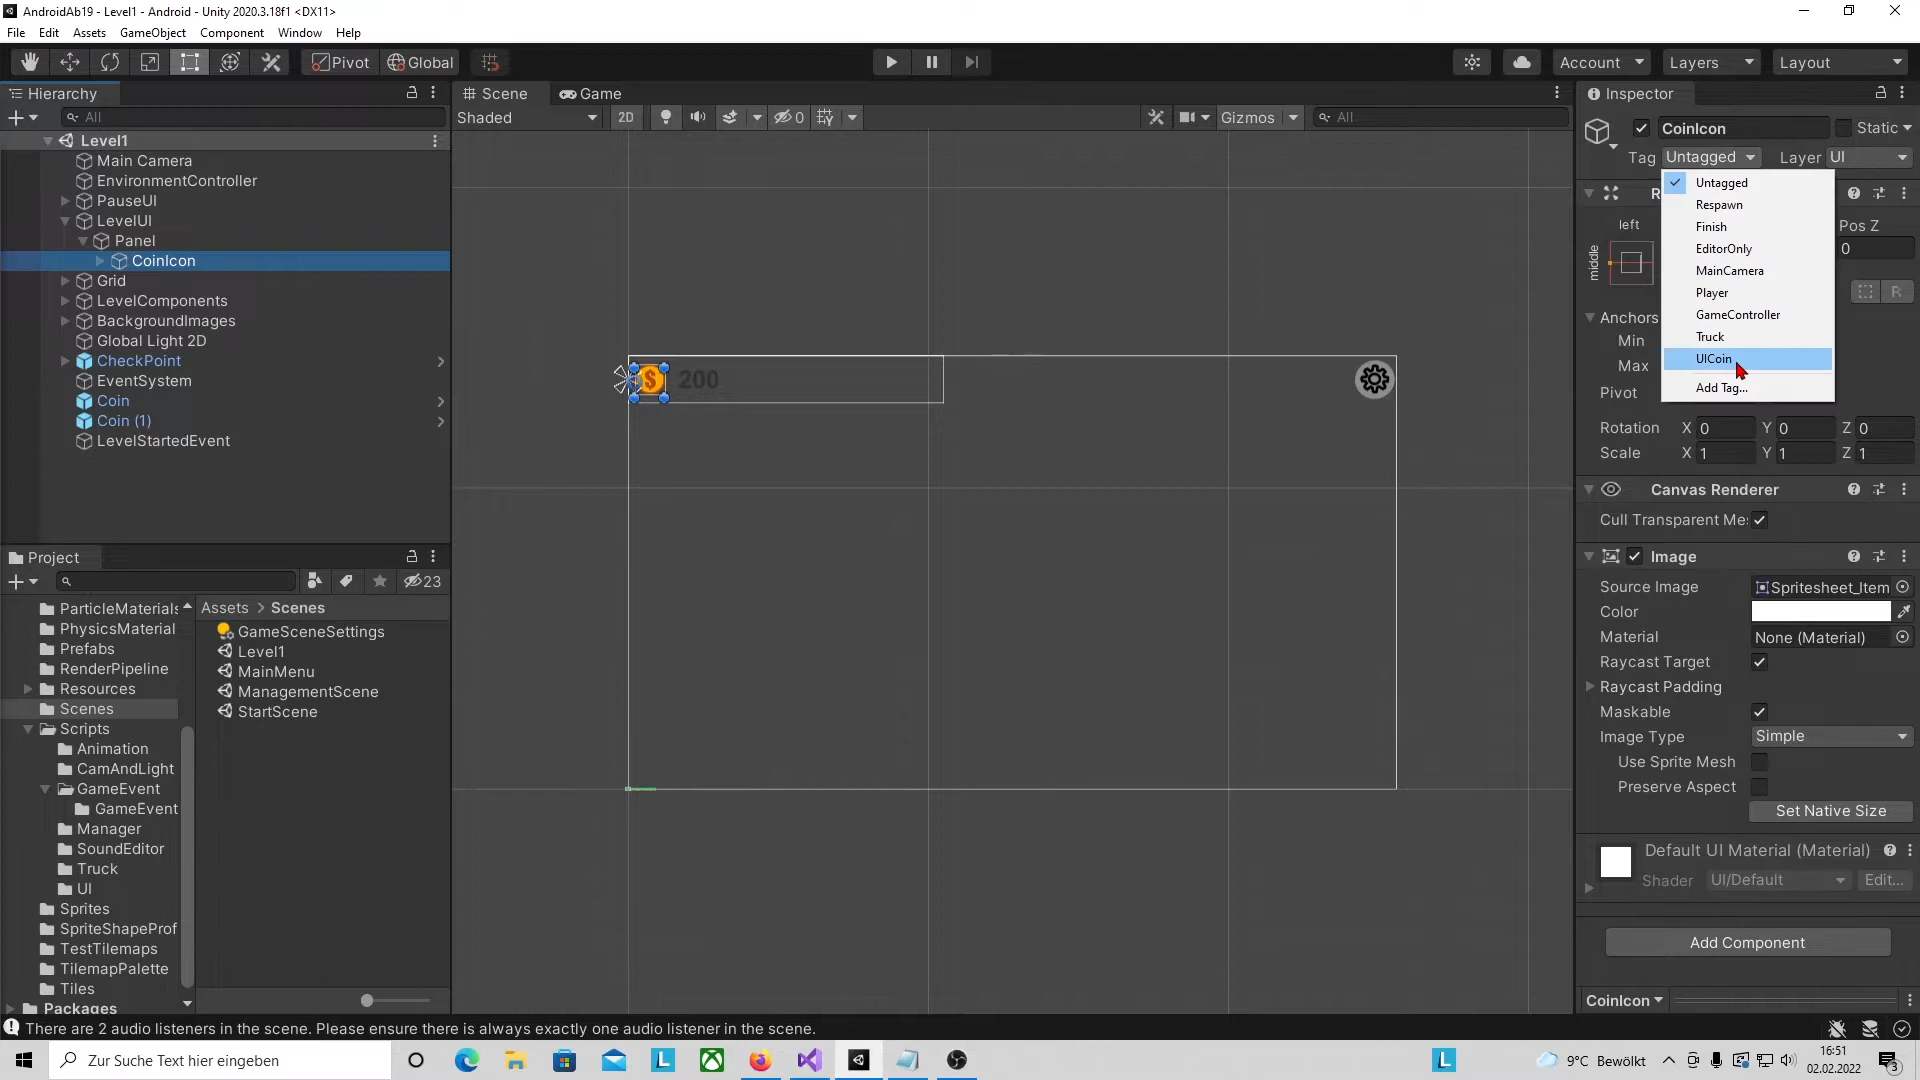 AndroidAb19 - Level1 - Android - Unity 2020.3.18f1 <DX11>
File Edit Assets GameObject Component Window Help
Pivot Global Account Layers Layout
Hierarchy
All
Level1
Main Camera
EnvironmentController
PauseUI
LevelUI
Panel
CoinIcon
Grid
LevelComponents
BackgroundImages
Global Light 2D
CheckPoint
EventSystem
Coin
Coin (1)
LevelStartedEvent
Scene Game
Shaded 2D 0 Gizmos All
200
Inspector
CoinIcon Static
Tag Untagged Layer UI
Untagged
Respawn
Finish
EditorOnly
MainCamera
Player
GameController
Truck
UICoin
Add Tag...
R
left Pos Z
middle 0
R
Anchors
Min
Max
Pivot
Rotation X 0 Y 0 Z 0
Scale X 1 Y 1 Z 1
Canvas Renderer
Cull Transparent Me
Image
Source Image Spritesheet_Item
Color
Material None (Material)
Raycast Target
Raycast Padding
Maskable
Image Type Simple
Use Sprite Mesh
Preserve Aspect
Set Native Size
Default UI Material (Material)
Shader UI/Default Edit...
Add Component
CoinIcon
Project
23
ParticleMaterials
PhysicsMaterial
Prefabs
RenderPipeline
Resources
Scenes
Scripts
Animation
CamAndLight
GameEvent
GameEvent
Manager
SoundEditor
Truck
UI
Sprites
SpriteShapeProf
TestTilemaps
TilemapPalette
Tiles
Packages
Assets > Scenes
GameSceneSettings
Level1
MainMenu
ManagementScene
StartScene
There are 2 audio listeners in the scene. Please ensure there is always exactly one audio listener in the scene.
Zur Suche Text hier eingeben
L
L
9°C Bewölkt
16:51
02.02.2022
3